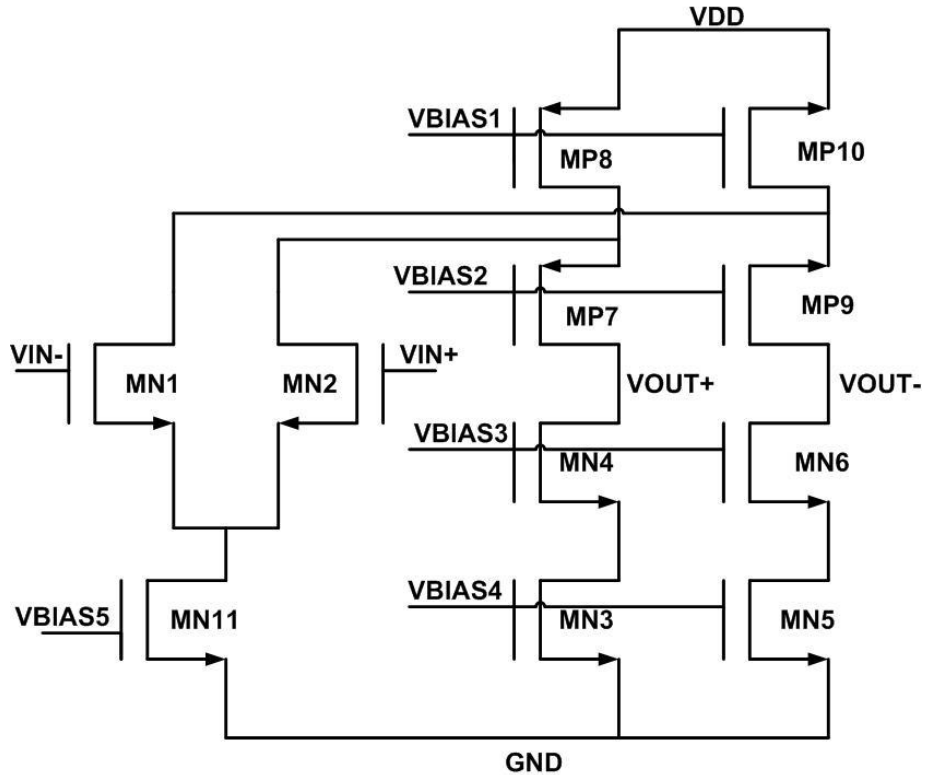 VDD
VBIAS1
MP8
MP10
VBIAS2
MP7
MP9
VIN-
MN1
MN2
VIN+
VOUT+
VOUT-
VBIAS3
MN4
MN6
VBIAS4
VBIAS5
MN11
MN3
MN5
GND